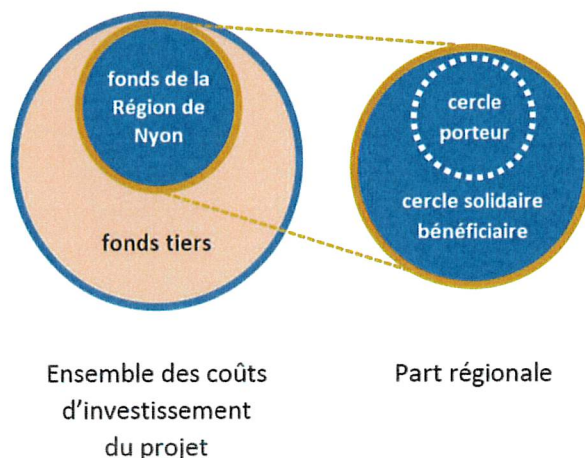 fonds de la
Région de
Nyon
fonds tiers
cercle
porteur
cercle solidaire
bénéficiaire
Ensemble des coûts
d'investissement
du projet
Part régionale